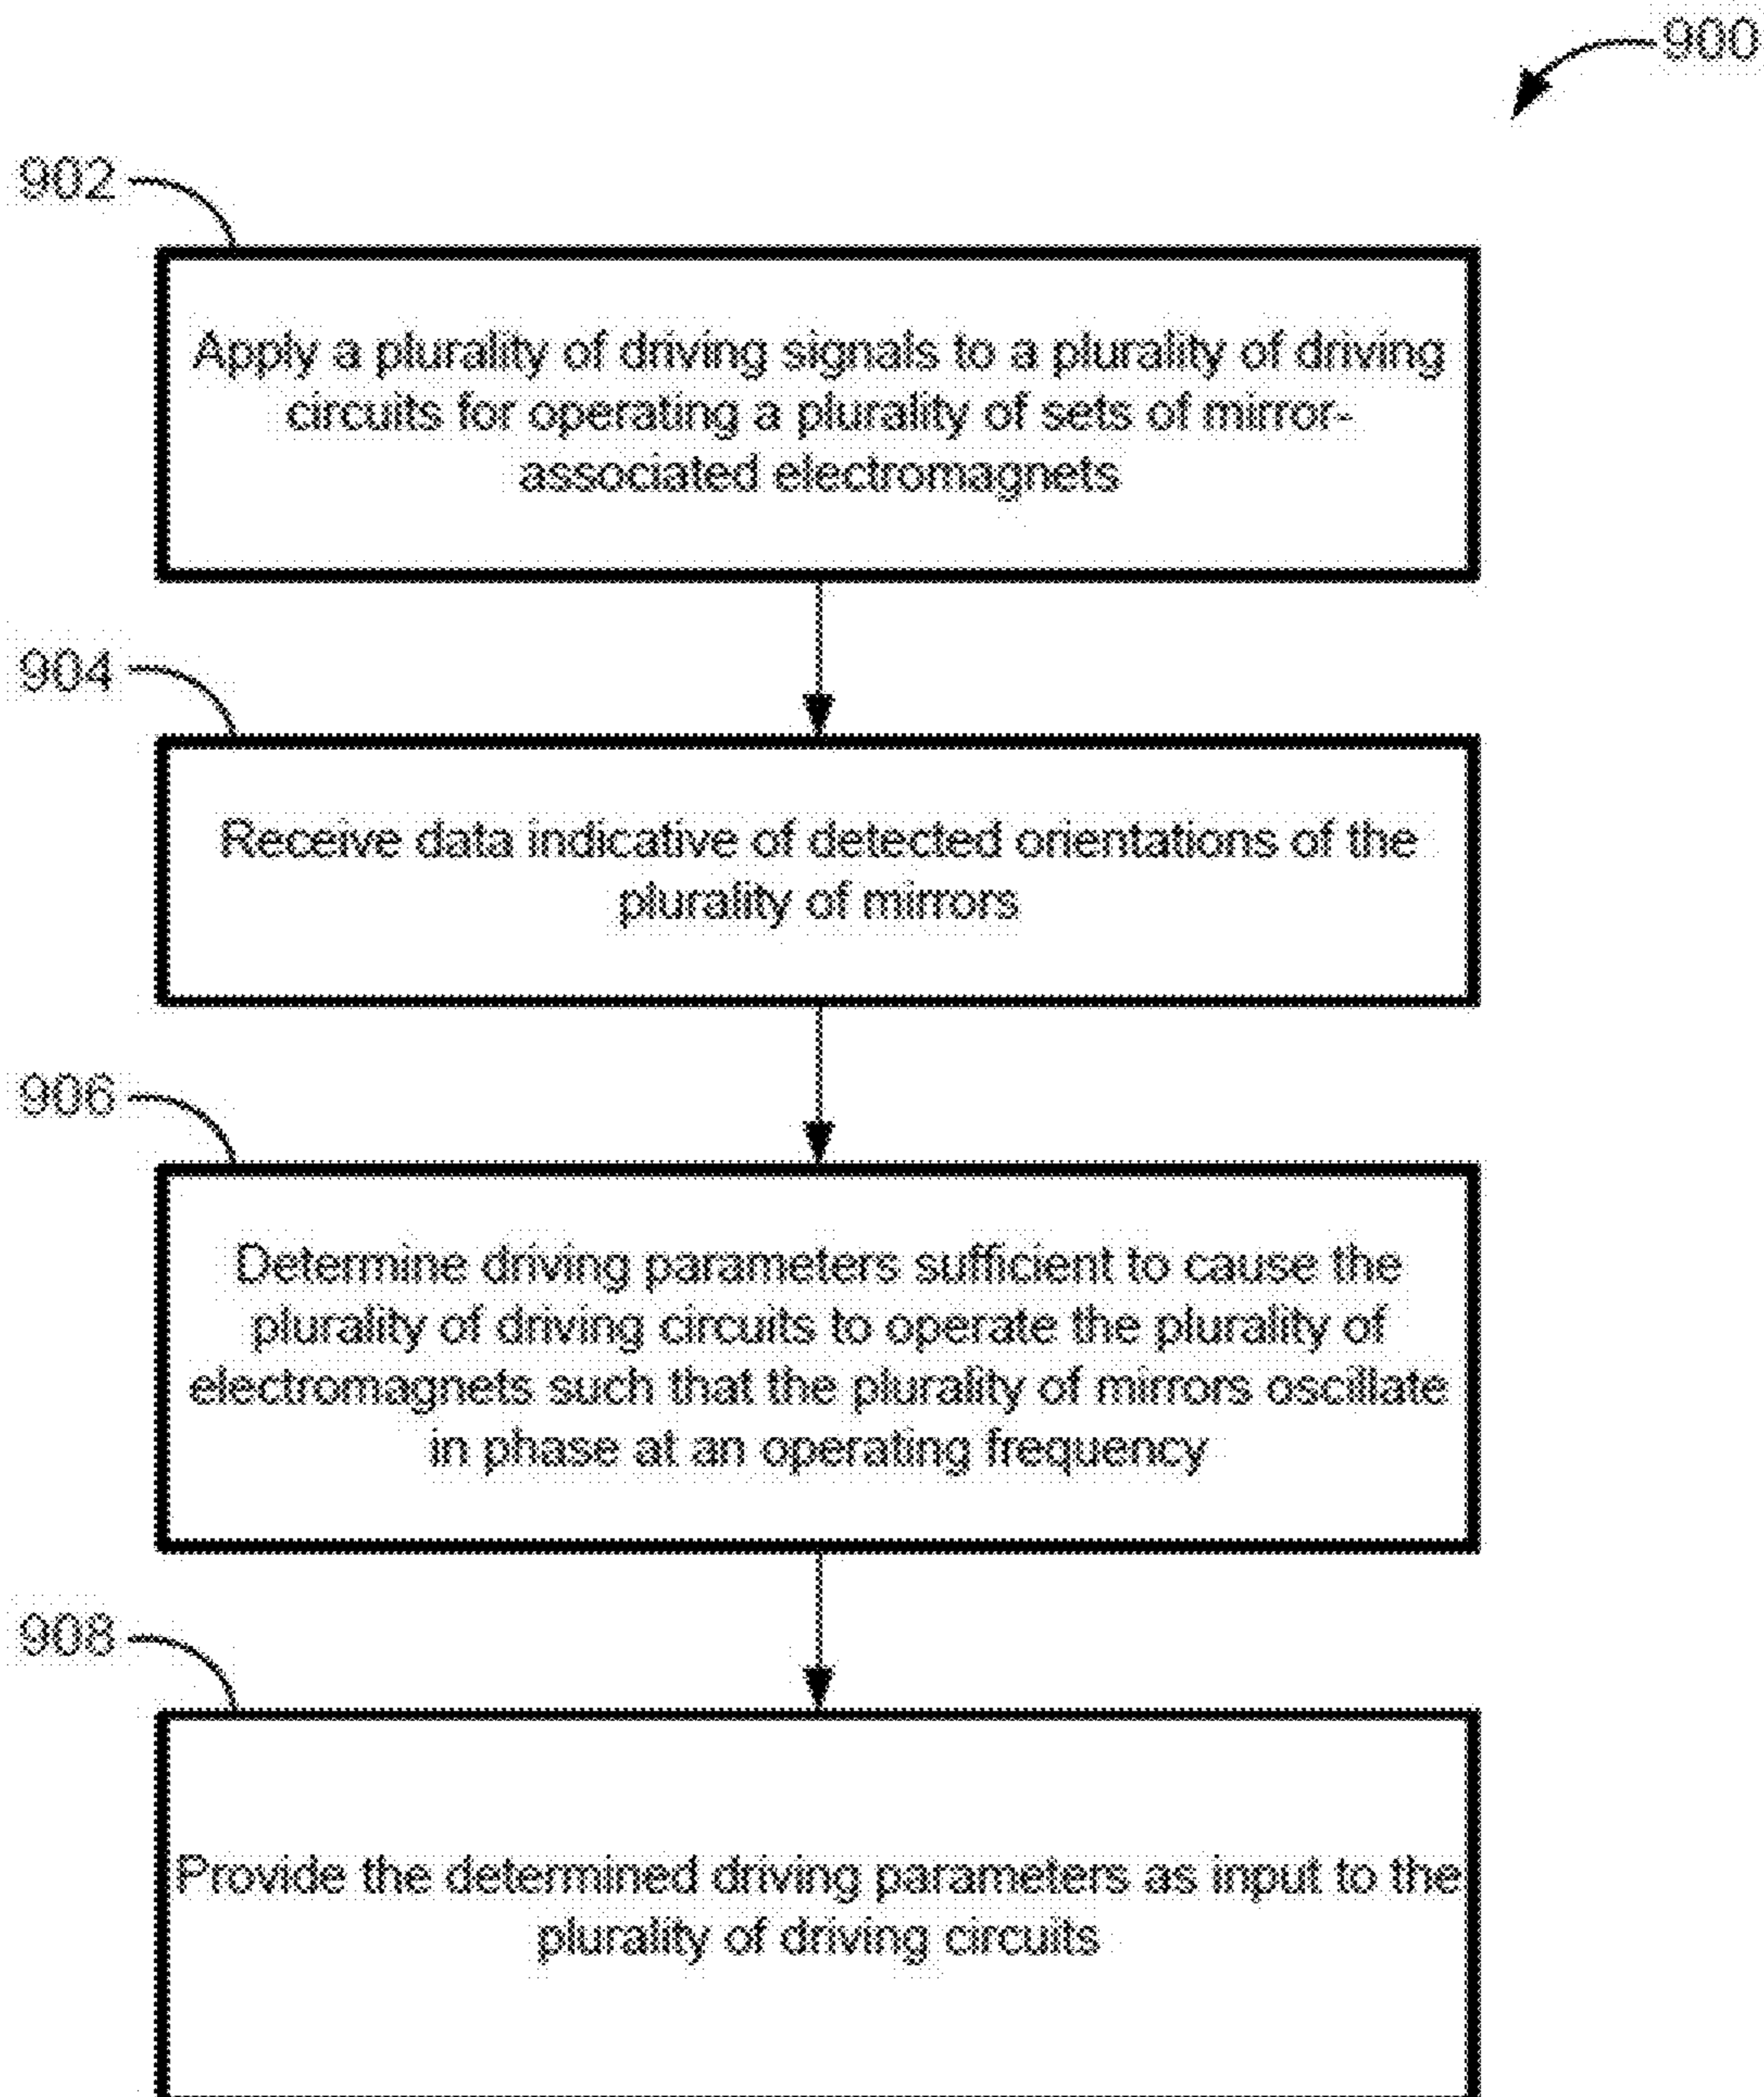 900
902
Apply a plurality of driving signals to a plurality of driving
circuits for operating a plurality of sets of mirror-
associated electromagnets
904
Receive data indicative of detected orientations of the
plurality of mirrors
906
Determine driving parameters sufficient to cause the
plurality of driving circuits to operate the plurality of
electromagnets such that the plurality of mirrors oscillate
in phase at an operating frequency
908
Provide the determined driving parameters as input to the
plurality of driving circuits